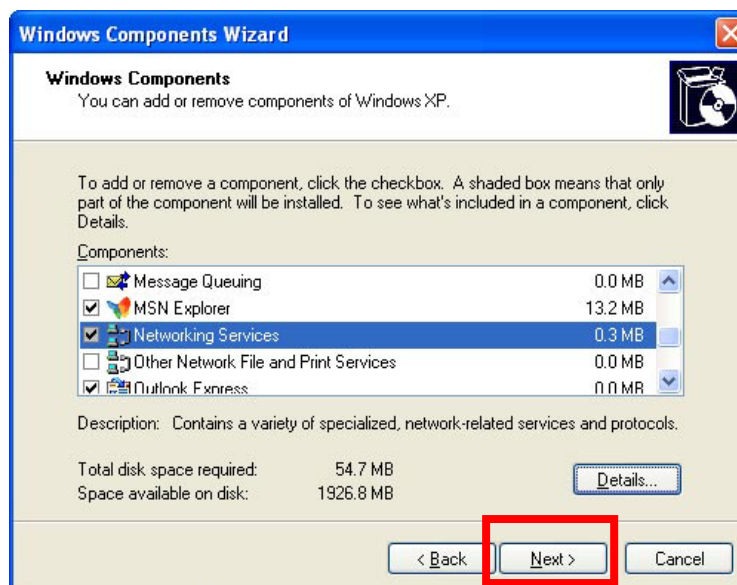 Windows Components Wizard
Windows Components
You can add or remove components of Windows XP.
To add or remove a component, click the checkbox. A shaded box means that only
part of the component will be installed. To see what's included in a component, click
Details.
Components:
Message Queuing 0.0 MB
MSN Explorer 13.2 MB
Networking Services 0.3 MB
Other Network File and Print Services 0.0 MB
Outlook Express 0.0 MB
Description: Contains a variety of specialized, network-related services and protocols.
Total disk space required: 54.7 MB
Space available on disk: 1926.8 MB
Details...
< Back Next > Cancel